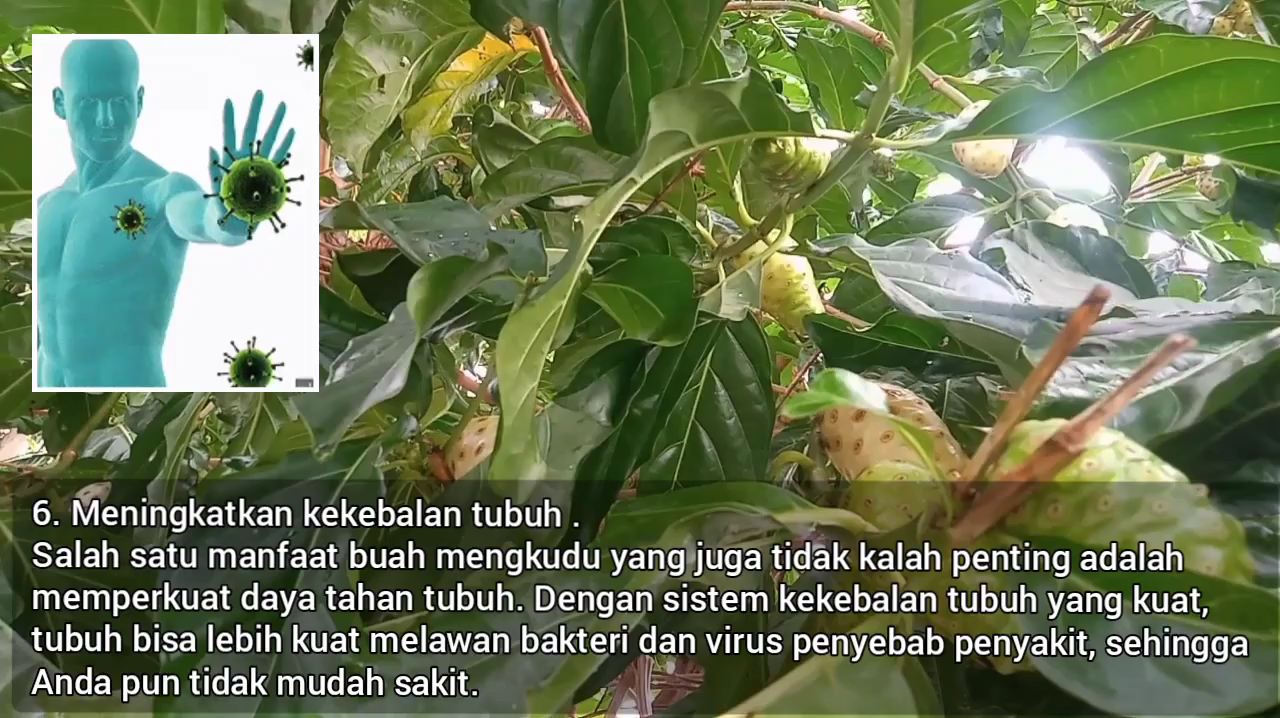 6. Meningkatkan kekebalan tubuh .
Salah satu manfaat buah mengkudu yang juga tidak kalah penting adalah
memperkuat daya tahan tubuh. Dengan sistem kekebalan tubuh yang kuat,
tubuh bisa lebih kuat melawan bakteri dan virus penyebab penyakit, sehingga
Anda pun tidak mudah sakit.